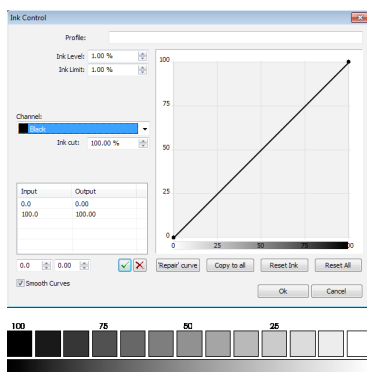 Ink Control
Profile:
Ink Level: 1.00 %
Ink Limit: 1.00 %
Channel:
Black
Ink cut: 100.00 %
Input Output
0.0 0.00
100.0 100.00
0.0 0.00
Smooth Curves
100
75
50
25
0
0 25 50 75 00
'Repair' curve Copy to all Reset Ink Reset All
Ok Cancel
100 75 50 25